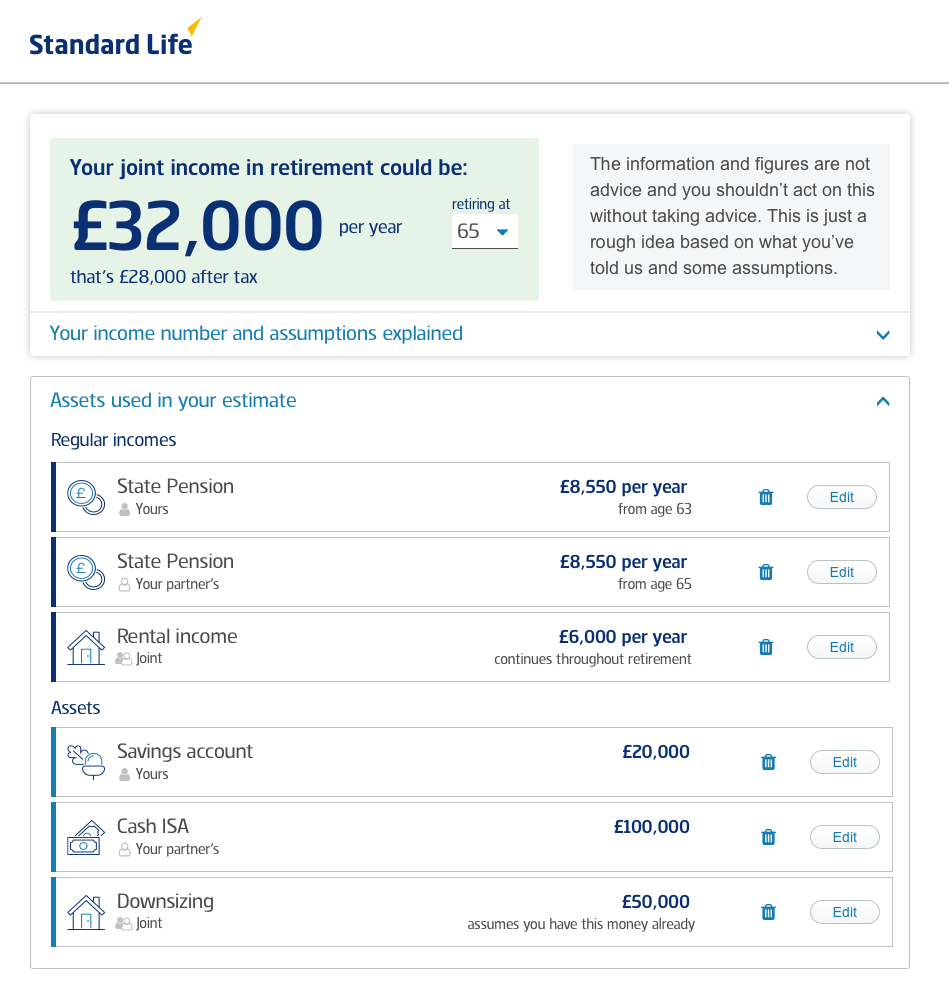 Standard Life
Your joint income in retirement could be:
£32,000 per year
retiring at
65
that’s £28,000 after tax
The information and figures are not
advice and you shouldn’t act on this
without taking advice. This is just a
rough idea based on what you’ve
told us and some assumptions.
Your income number and assumptions explained
Assets used in your estimate
Regular incomes
State Pension
Yours
£8,550 per year
from age 63
Edit
State Pension
Your partner’s
£8,550 per year
from age 65
Edit
Rental income
Joint
£6,000 per year
continues throughout retirement
Edit
Assets
Savings account
Yours
£20,000
Edit
Cash ISA
Your partner’s
£100,000
Edit
Downsizing
Joint
£50,000
assumes you have this money already
Edit